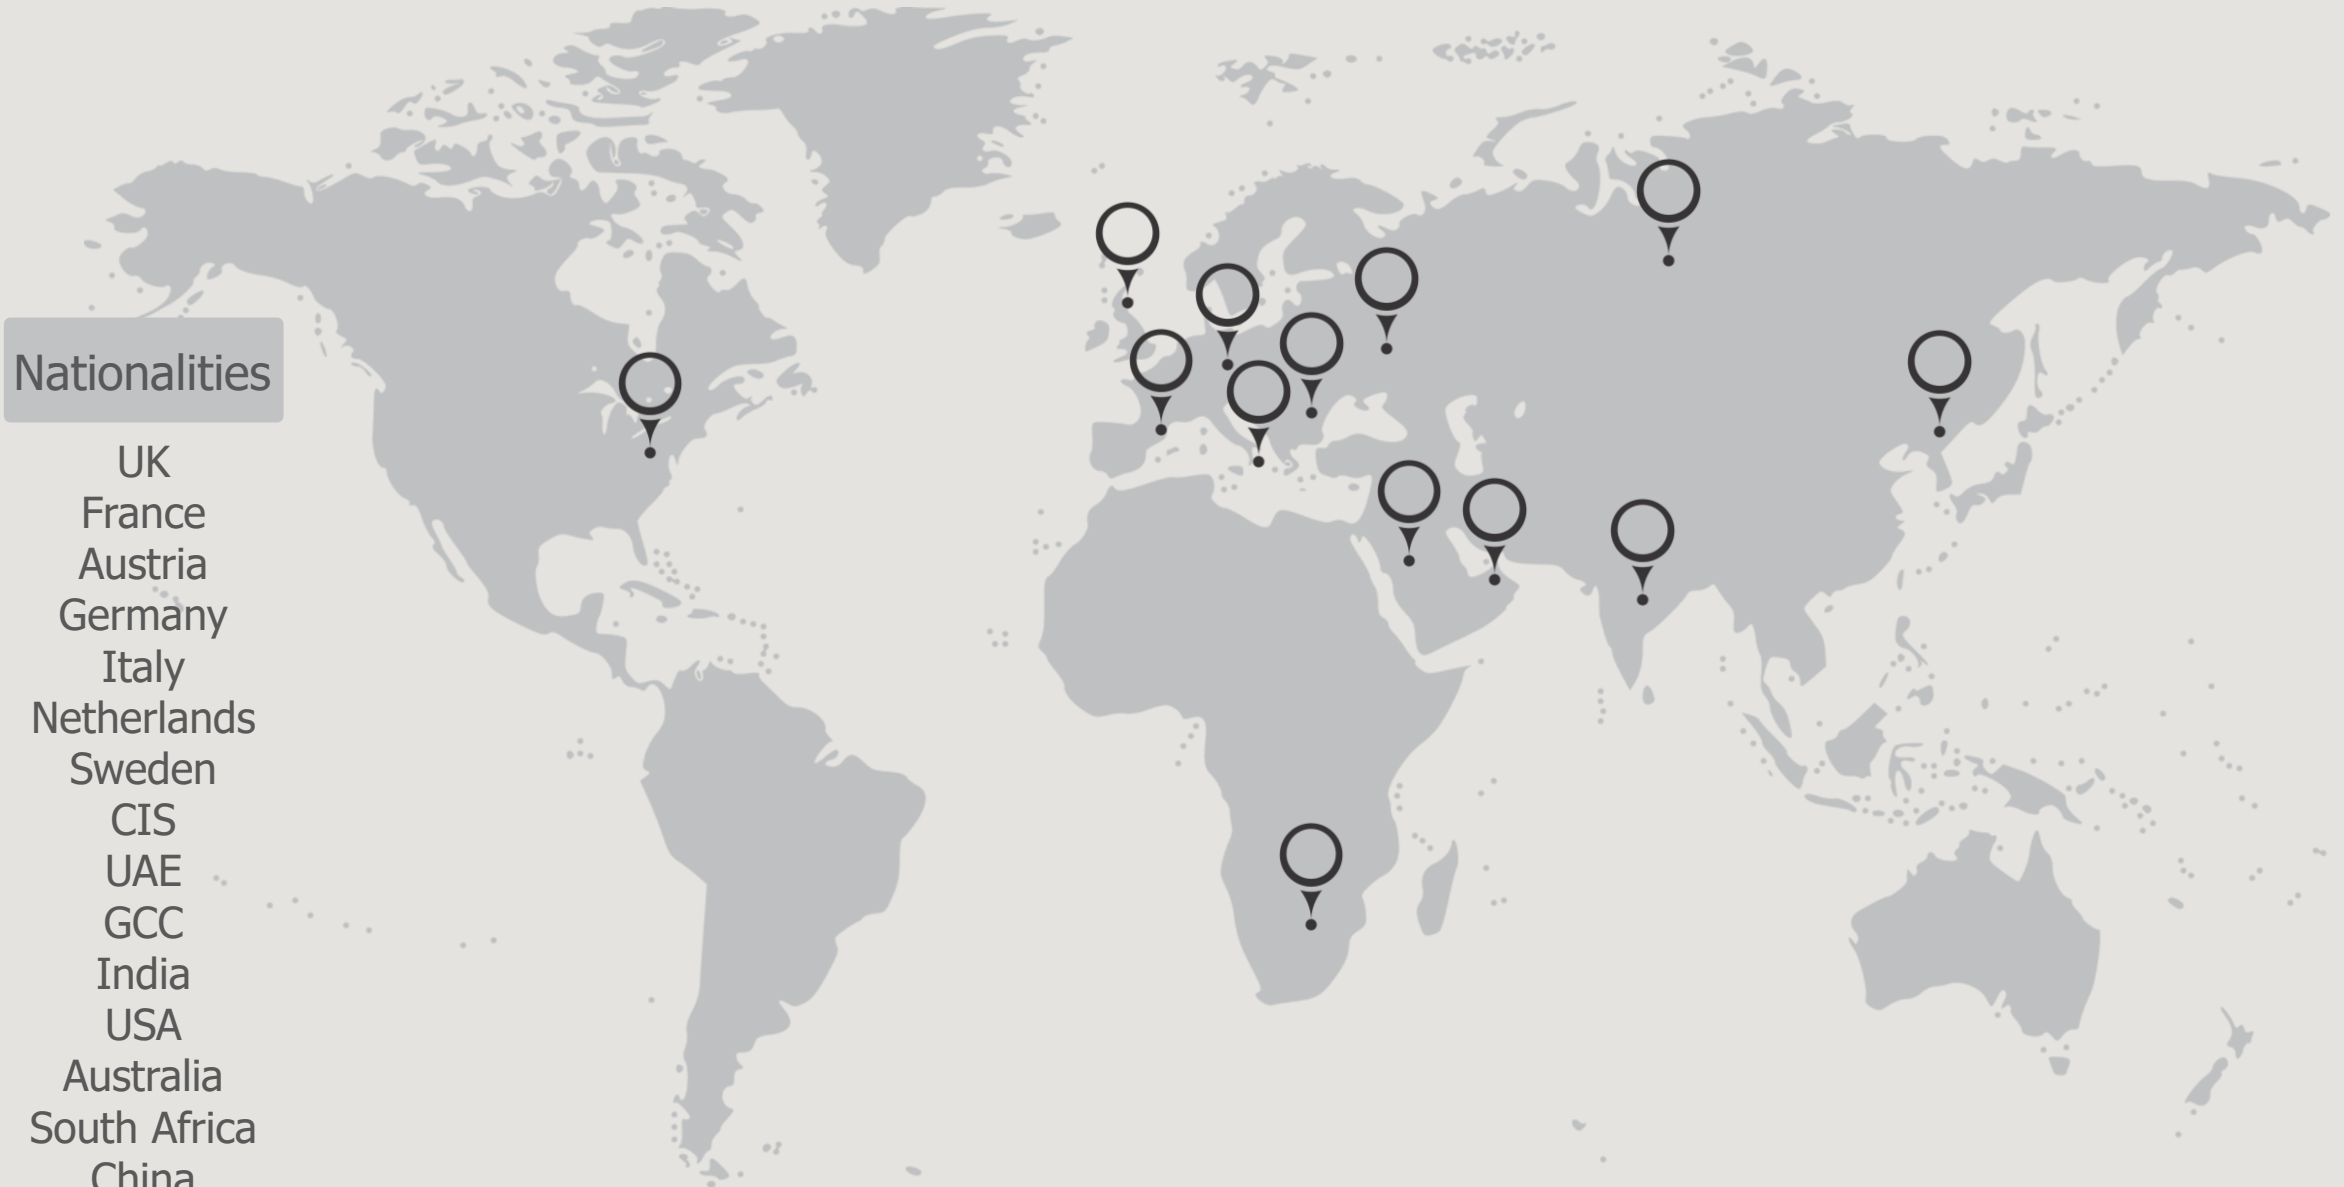 Nationalities
UK
France
Austria
Germany
Italy
Netherlands
Sweden
CIS
UAE
GCC
India
USA
Australia
South Africa
China